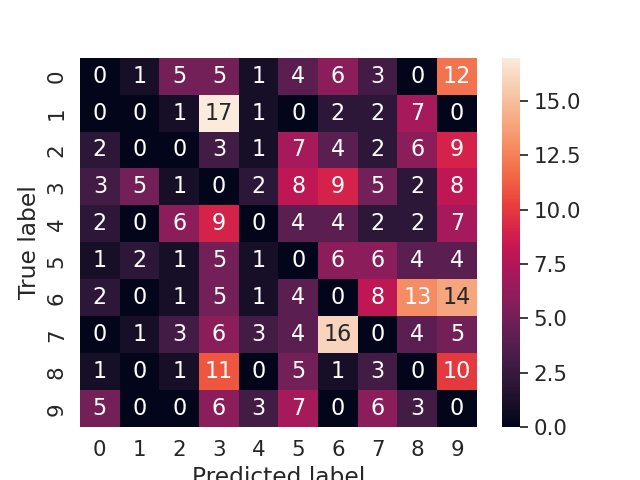 0 0 1 5 5 1 4 6 3 0 12
1 0 0 1 17 1 0 2 2 7 0 15.0
2 2 0 0 3 1 7 4 2 6 9 12.5
3 3 5 1 0 2 8 9 5 2 8 10.0
4 2 0 6 9 0 4 4 2 2 7
True label
5 1 2 1 5 1 0 6 6 4 4 7.5
6 2 0 1 5 1 4 0 8 13 14
7 0 1 3 6 3 4 16 0 4 5 5.0
8 1 0 1 11 0 5 1 3 0 10 2.5
9 5 0 0 6 3 7 0 6 3 0 0.0
0 1 2 3 4 5 6 7 8 9
Predicted label